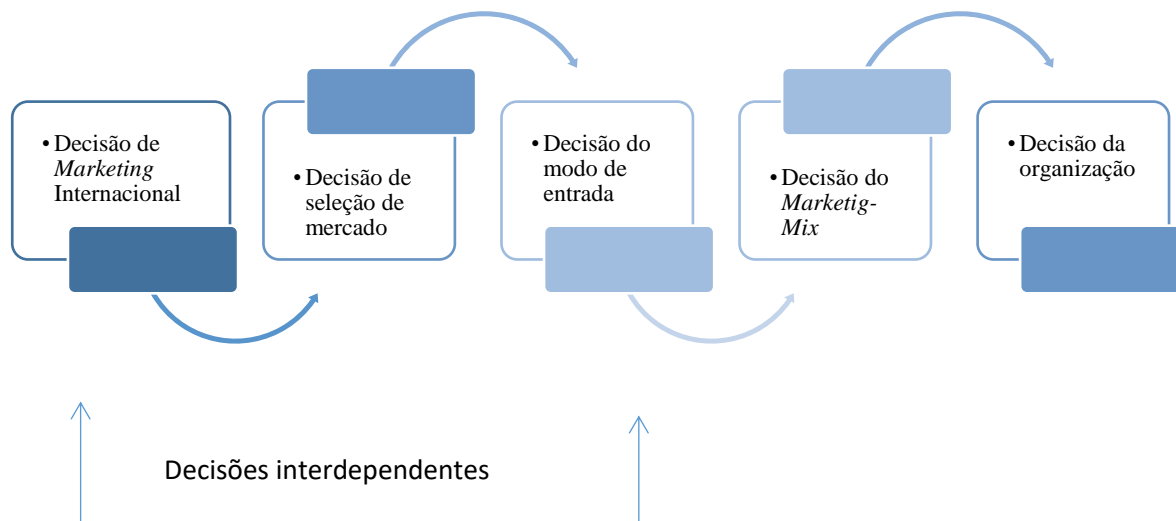 • Decisão de
Marketing
Internacional
• Decisão de
seleção de
mercado
• Decisão do
modo de
entrada
• Decisão do
Marketig-
Mix
• Decisão da
organização
Decisões interdependentes